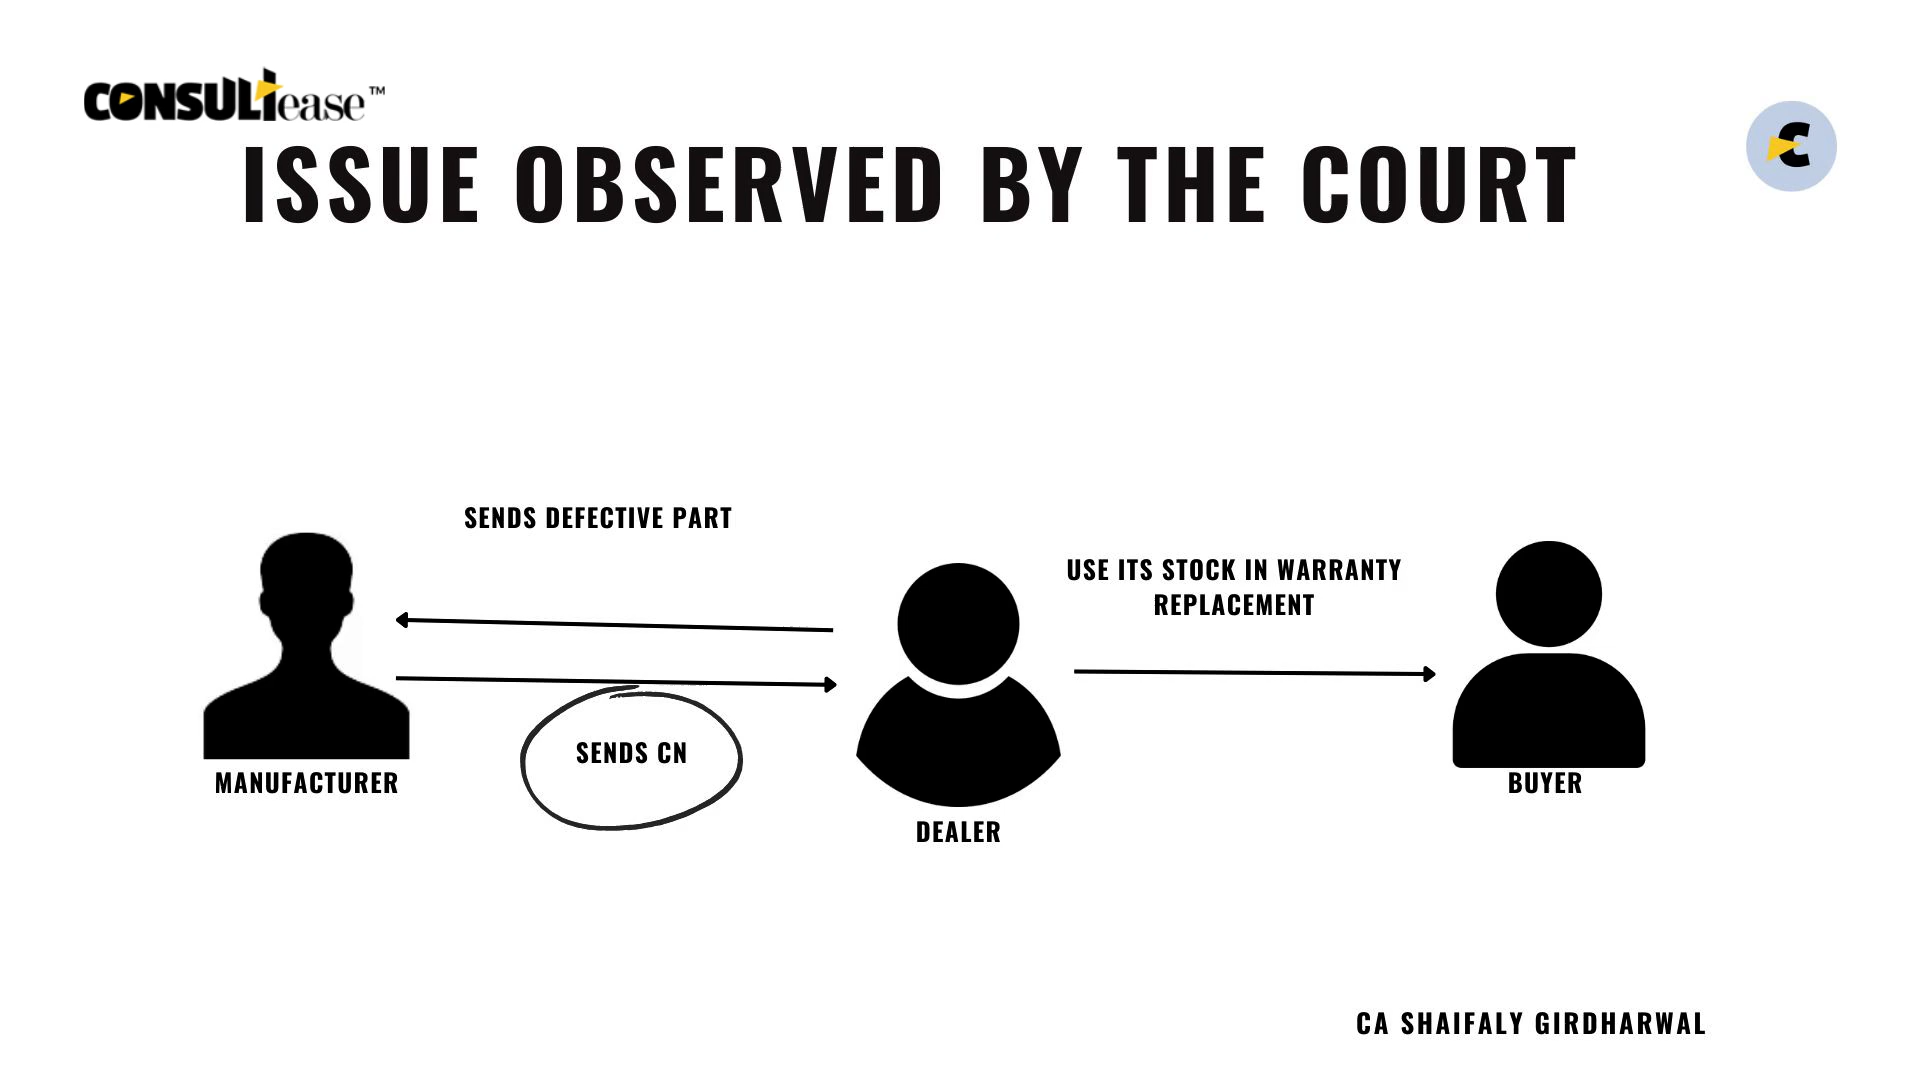 CONSULTease™
ISSUE OBSERVED BY THE COURT
SENDS DEFECTIVE PART
USE ITS STOCK IN WARRANTY
REPLACEMENT
SENDS CN
MANUFACTURER
BUYER
DEALER
CA SHAIFALY GIRDHARWAL